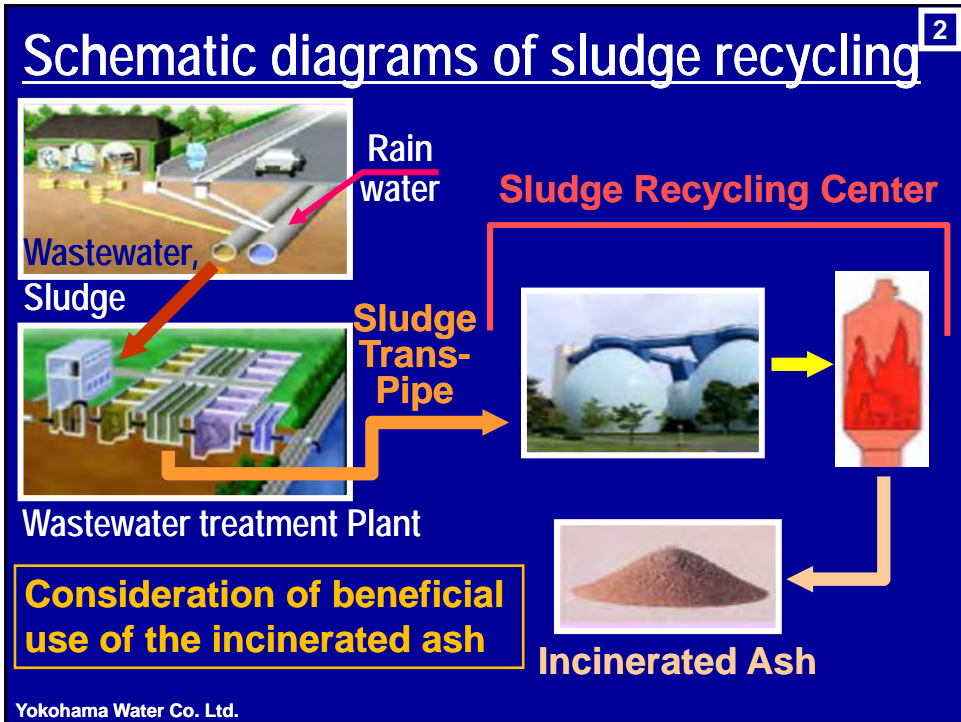 2
Schematic diagrams of sludge recycling
Rain
water
Sludge Recycling Center
Wastewater,
Sludge
Sludge
Trans-
Pipe
Wastewater treatment Plant
Consideration of beneficial
use of the incinerated ash
Incinerated Ash
Yokohama Water Co. Ltd.